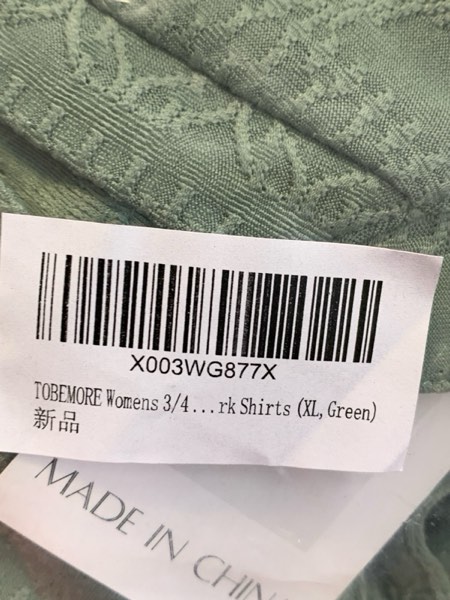 X003WG877X
TOBEMORE Womens 3/4...rk Shirts (XL, Green)
新品
MADE IN CHIN